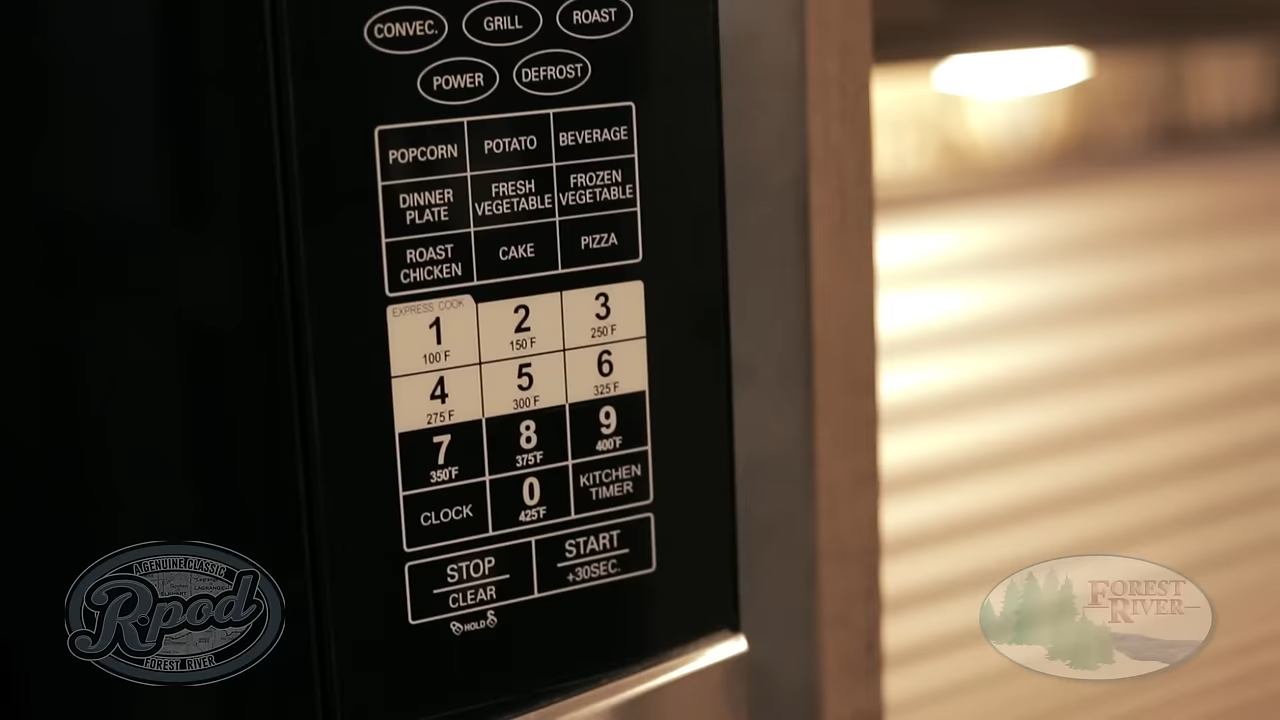 CONVEC.
GRILL
ROAST
POWER
DEFROST
POPCORN
POTATO
BEVERAGE
DINNER
PLATE
FRESH
VEGETABLE
FROZEN
VEGETABLE
ROAST
CHICKEN
CAKE
PIZZA
EXPRESS COOK
1
100°F
2
150°F
3
250°F
4
275°F
5
300°F
6
325°F
7
350°F
8
375°F
9
400°F
CLOCK
0
425°F
KITCHEN
TIMER
STOP
CLEAR
START
+30SEC.
HOLD
A GENUINE CLASSIC
R·pod
FOREST RIVER
FOREST
RIVER